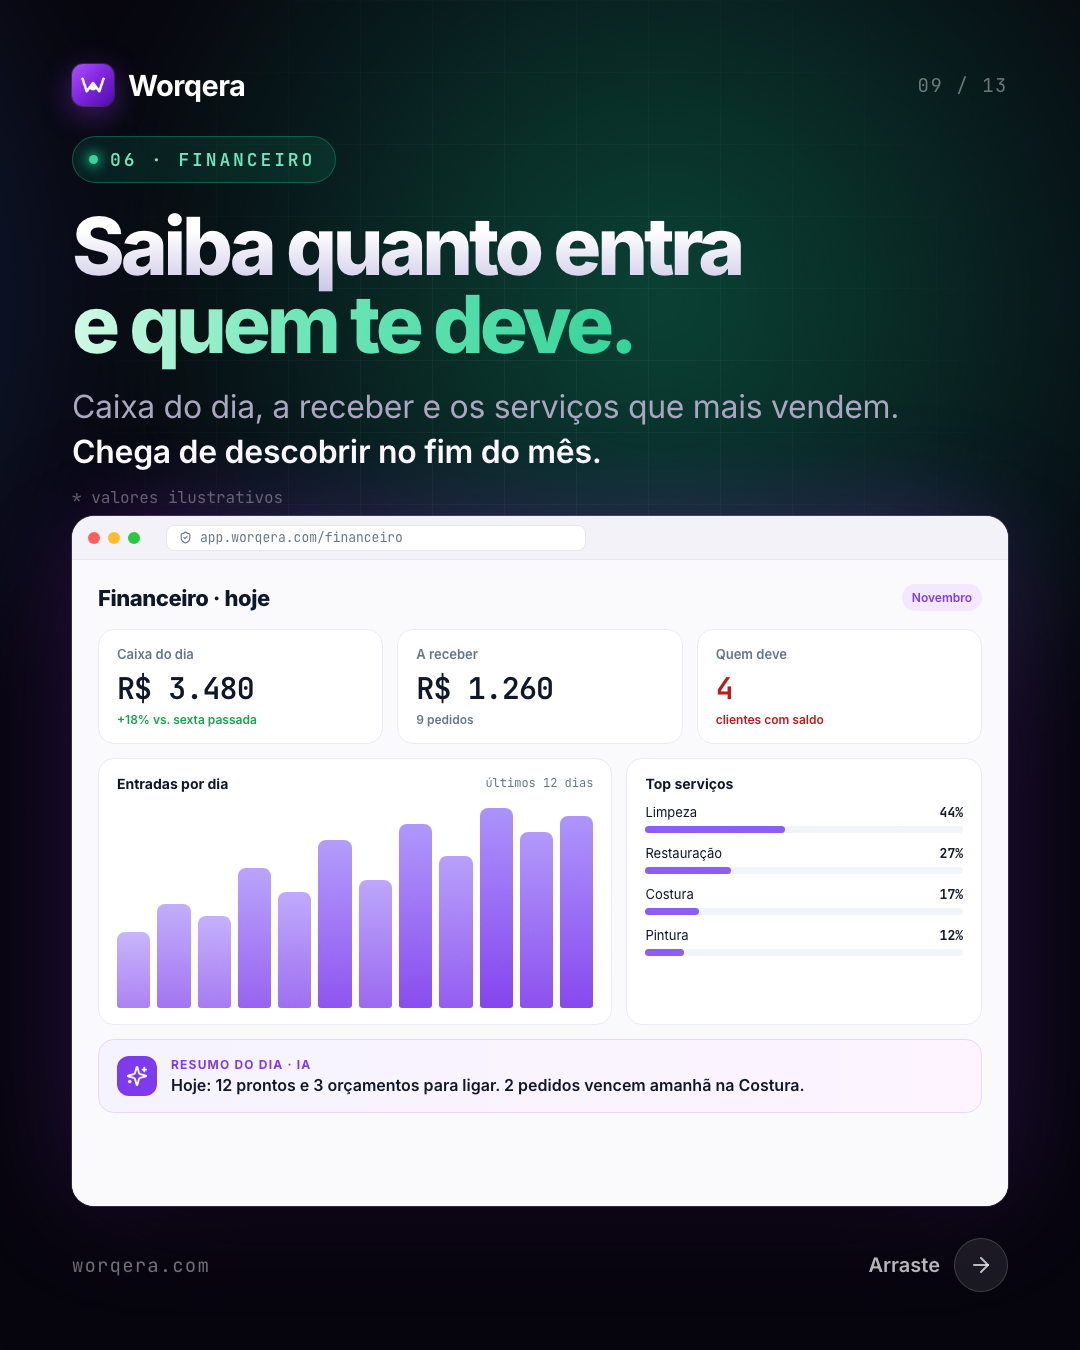 Worqera
09 / 13
06 · FINANCEIRO
Saiba quanto entra
e quem te deve.
Caixa do dia, a receber e os serviços que mais vendem.
Chega de descobrir no fim do mês.
* valores ilustrativos
app.worqera.com/financeiro
Financeiro · hoje
Novembro
Caixa do dia
R$ 3.480
+18% vs. sexta passada
A receber
R$ 1.260
9 pedidos
Quem deve
4
clientes com saldo
Entradas por dia
últimos 12 dias
Top serviços
Limpeza 44%
Restauração 27%
Costura 17%
Pintura 12%
RESUMO DO DIA · IA
Hoje: 12 prontos e 3 orçamentos para ligar. 2 pedidos vencem amanhã na Costura.
worqera.com
Arraste